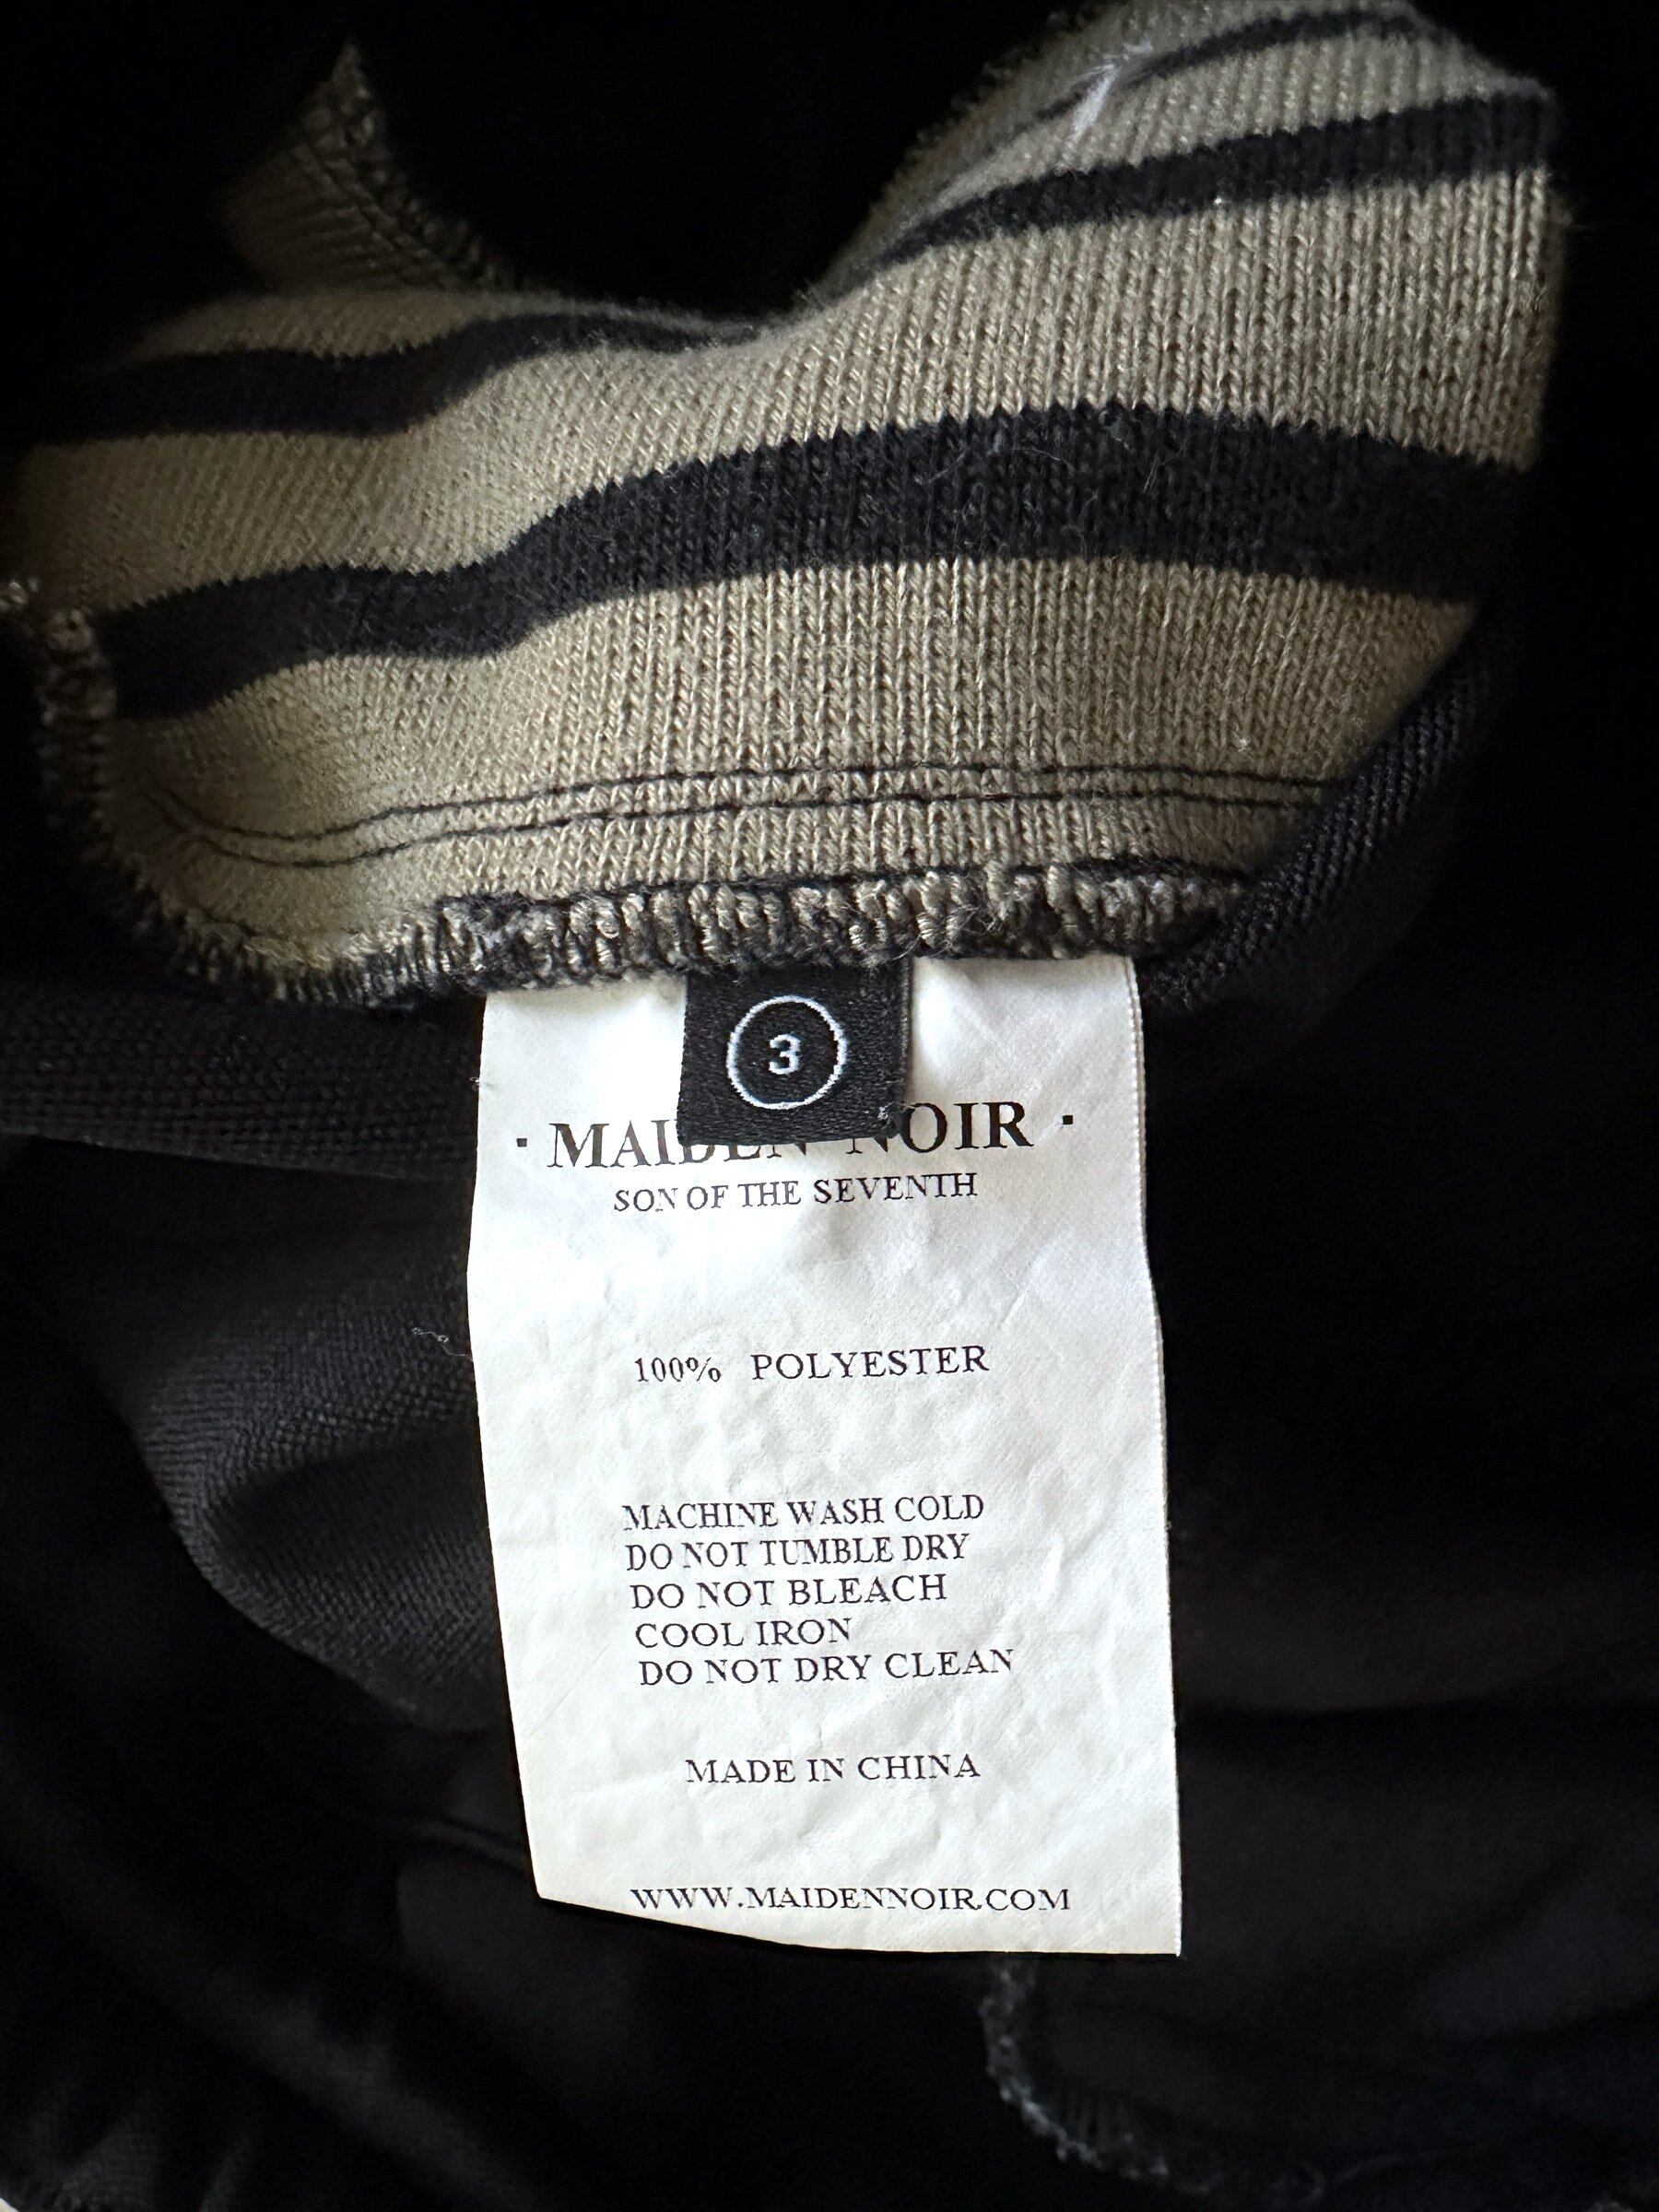 3
· MAIDEN NOIR ·
SON OF THE SEVENTH
100% POLYESTER
MACHINE WASH COLD
DO NOT TUMBLE DRY
DO NOT BLEACH
COOL IRON
DO NOT DRY CLEAN
MADE IN CHINA
WWW.MAIDENNOIR.COM